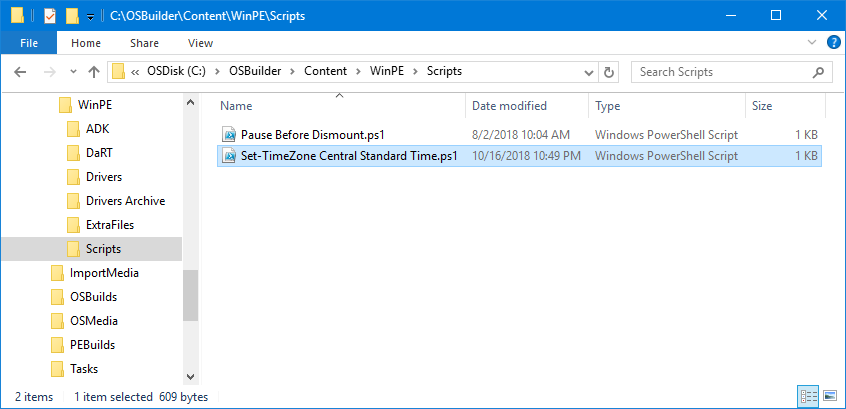 C:\OSBuilder\Content\WinPE\Scripts
File Home Share View
OSDisk (C:) OSBuilder Content WinPE Scripts Search Scripts
Name Date modified Type Size
WinPE
ADK
DaRT
Drivers
Drivers Archive
ExtraFiles
Scripts
ImportMedia
OSBuilds
OSMedia
PEBuilds
Tasks
Pause Before Dismount.ps1 8/2/2018 10:04 AM Windows PowerShell Script 1 KB
Set-TimeZone Central Standard Time.ps1 10/16/2018 10:49 PM Windows PowerShell Script 1 KB
2 items 1 item selected 609 bytes